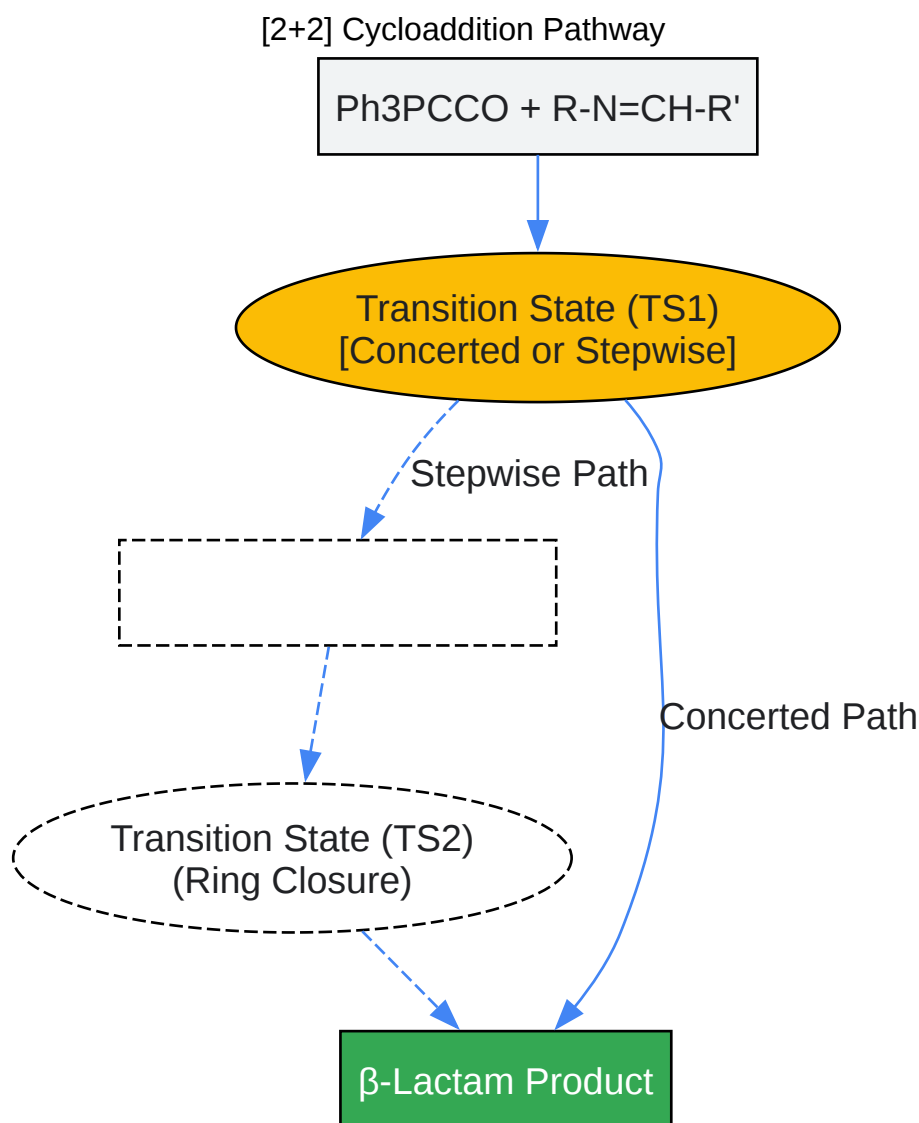 [2+2] Cycloaddition Pathway
Ph3PCCO + R-N=CH-R'
Transition State (TS1)
[Concerted or Stepwise]
Stepwise Path
Concerted Path
Transition State (TS2)
(Ring Closure)
β-Lactam Product